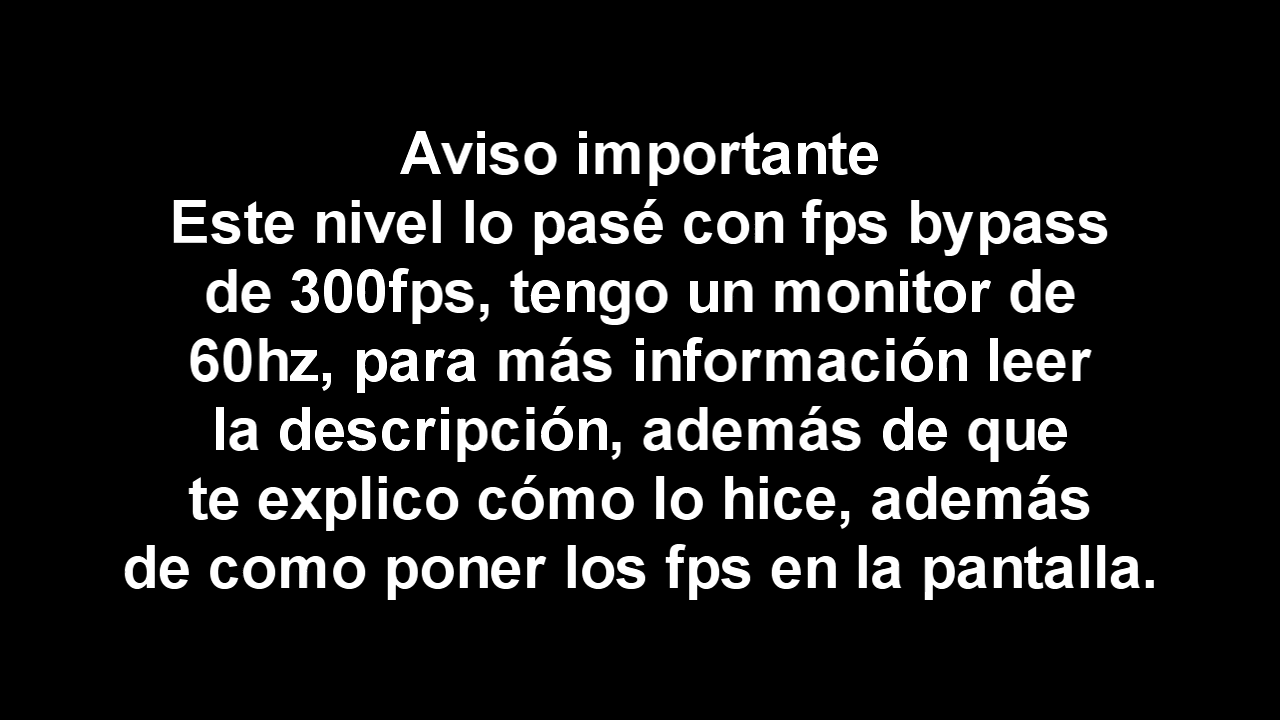 Aviso importante
Este nivel lo pasé con fps bypass
de 300fps, tengo un monitor de
60hz, para más información leer
la descripción, además de que
te explico cómo lo hice, además
de como poner los fps en la pantalla.